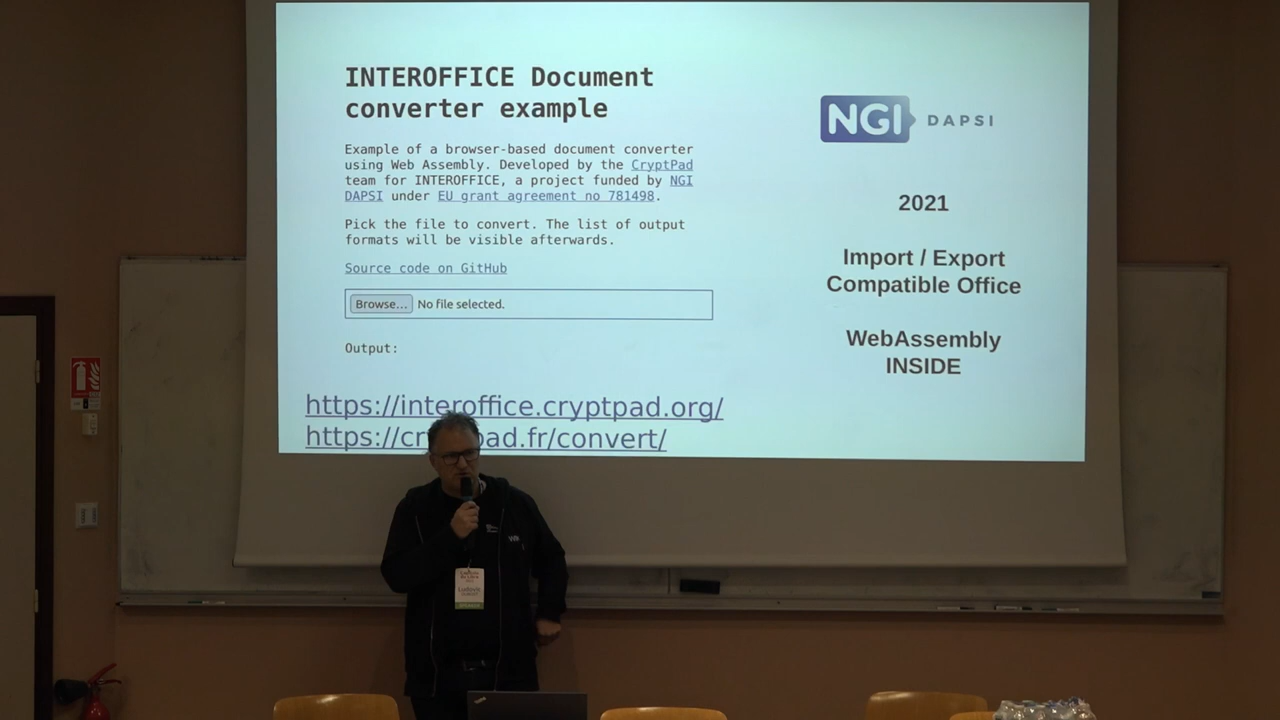 INTEROFFICE Document
converter example
Example of a browser-based document converter
using Web Assembly. Developed by the CryptPad
team for INTEROFFICE, a project funded by NGI
DAPSI under EU grant agreement no 781498.
Pick the file to convert. The list of output
formats will be visible afterwards.
Source code on GitHub
Browse... No file selected.
Output:
https://interoffice.cryptpad.org/
https://cr pad.fr/convert/
NGI DAPSI
2021
Import / Export
Compatible Office
WebAssembly
INSIDE